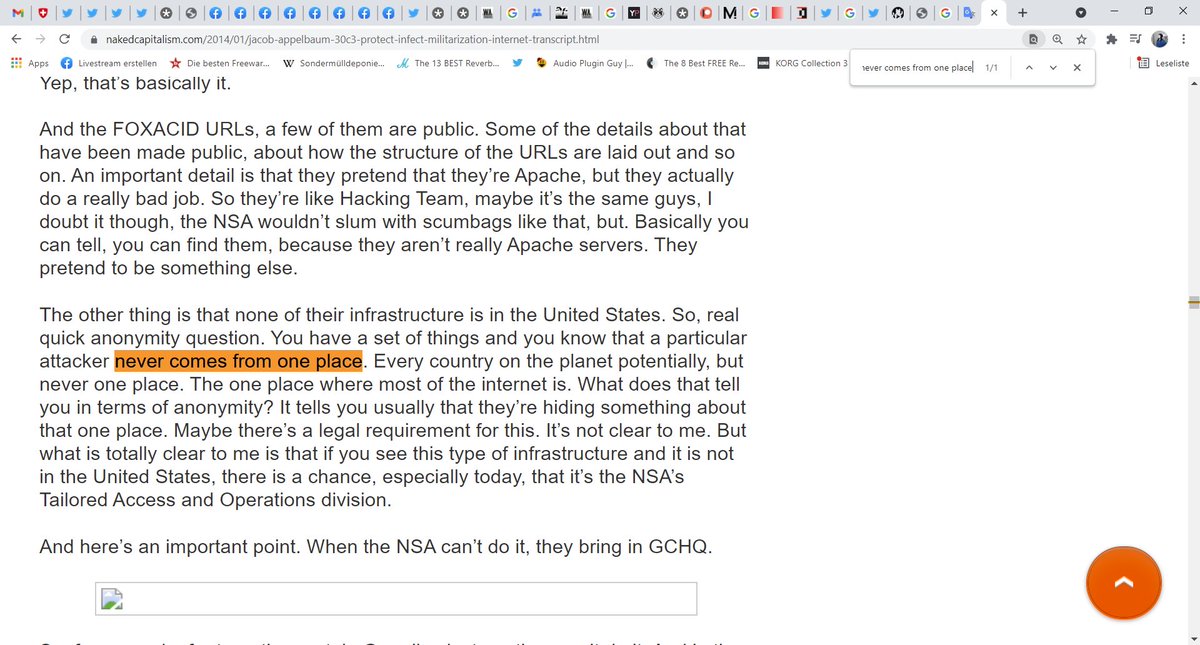 nakedcapitalism.com/2014/01/jacob-appelbaum-30c3-protect-infect-militarization-internet-transcript.html
Apps Livestream erstellen Die besten Freewar... Sondermülldeponie... The 13 BEST Reverb... Audio Plugin Guy |... The 8 Best FREE Re... KORG Collection 3 Leseliste
never comes from one place 1/1
Yep, that's basically it.
And the FOXACID URLs, a few of them are public. Some of the details about that
have been made public, about how the structure of the URLs are laid out and so
on. An important detail is that they pretend that they're Apache, but they actually
do a really bad job. So they're like Hacking Team, maybe it's the same guys, I
doubt it though, the NSA wouldn't slum with scumbags like that, but. Basically you
can tell, you can find them, because they aren't really Apache servers. They
pretend to be something else.
The other thing is that none of their infrastructure is in the United States. So, real
quick anonymity question. You have a set of things and you know that a particular
attacker never comes from one place. Every country on the planet potentially, but
never one place. The one place where most of the internet is. What does that tell
you in terms of anonymity? It tells you usually that they're hiding something about
that one place. Maybe there's a legal requirement for this. It's not clear to me. But
what is totally clear to me is that if you see this type of infrastructure and it is not
in the United States, there is a chance, especially today, that it's the NSA's
Tailored Access and Operations division.
And here's an important point. When the NSA can't do it, they bring in GCHQ.